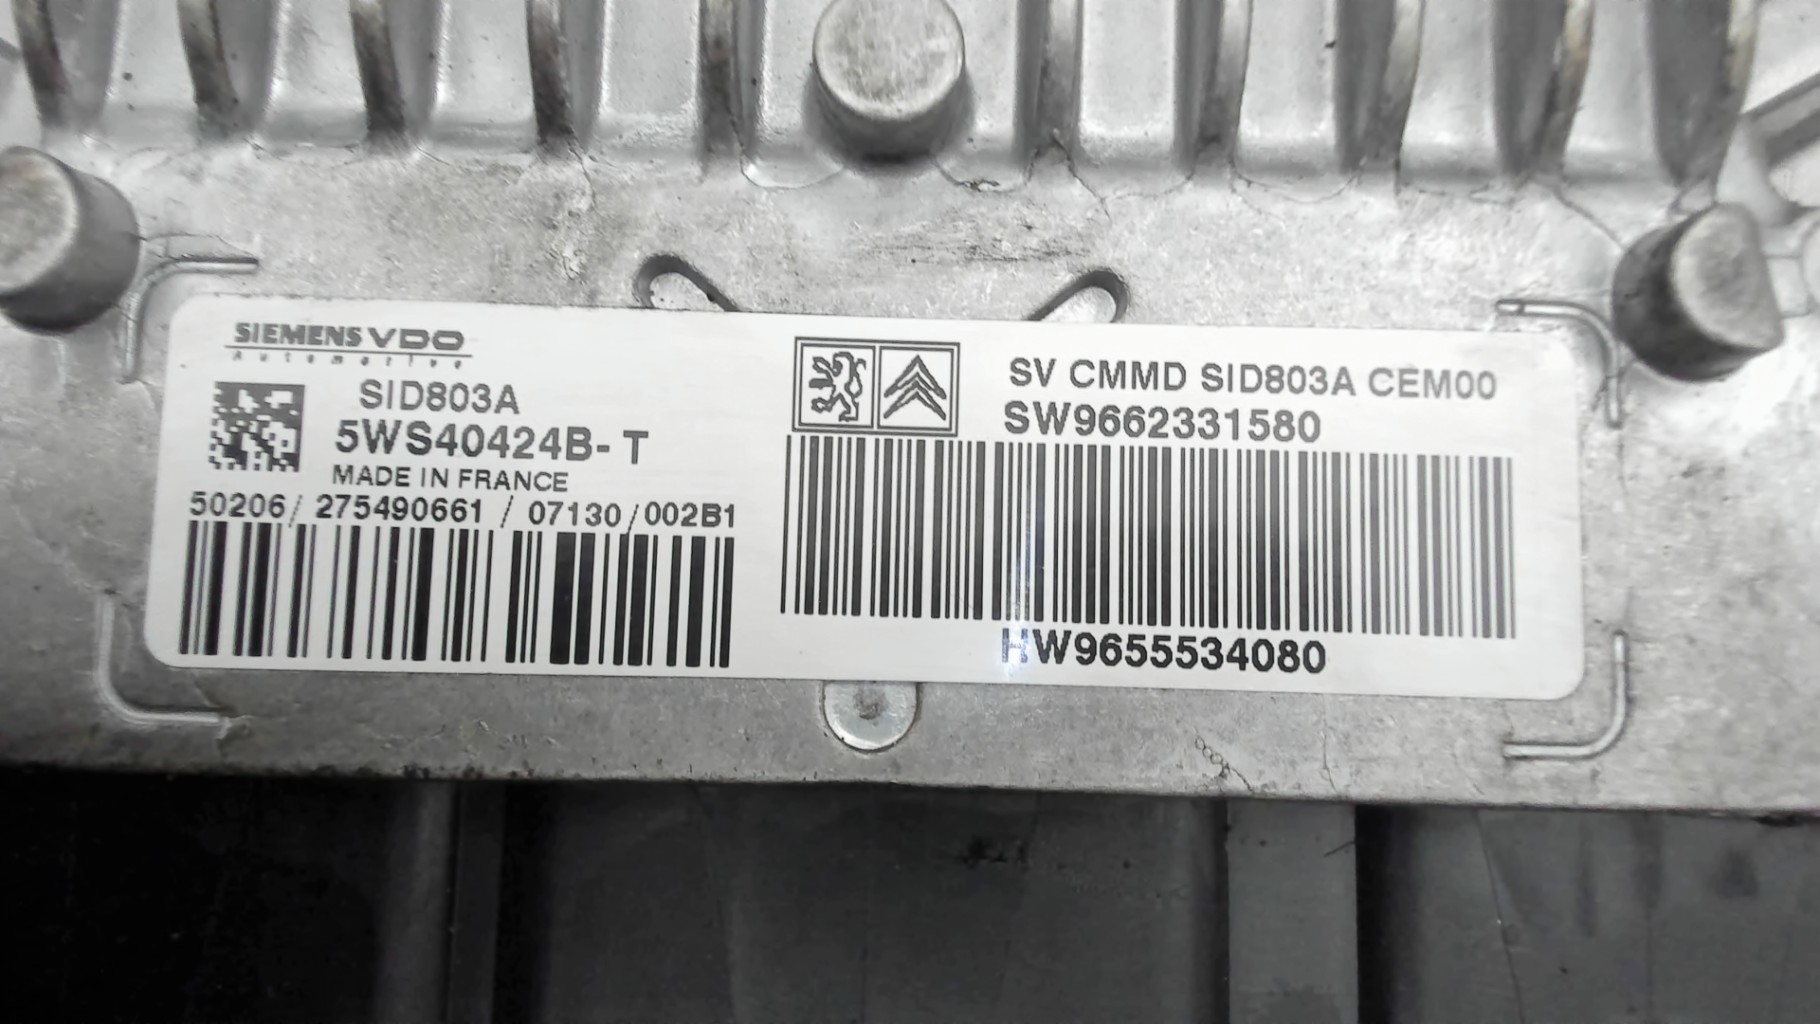 SIEMENS VDO
Automotive
SID803A
5WS40424B-T
MADE IN FRANCE
50206/275490661/07130/002B1
SV CMMD SID803A CEM00
SW9662331580
HW9655534080